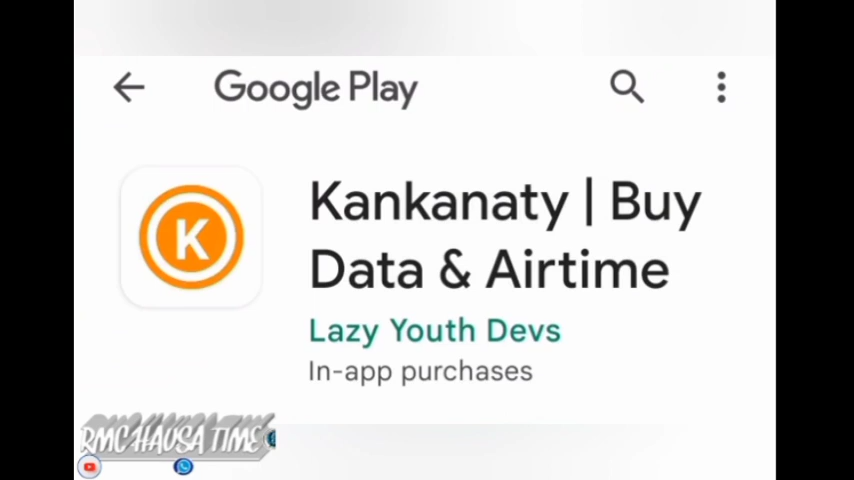 Google Play
K
Kankanaty | Buy
Data & Airtime
Lazy Youth Devs
In-app purchases
RMC HAUSA TIME